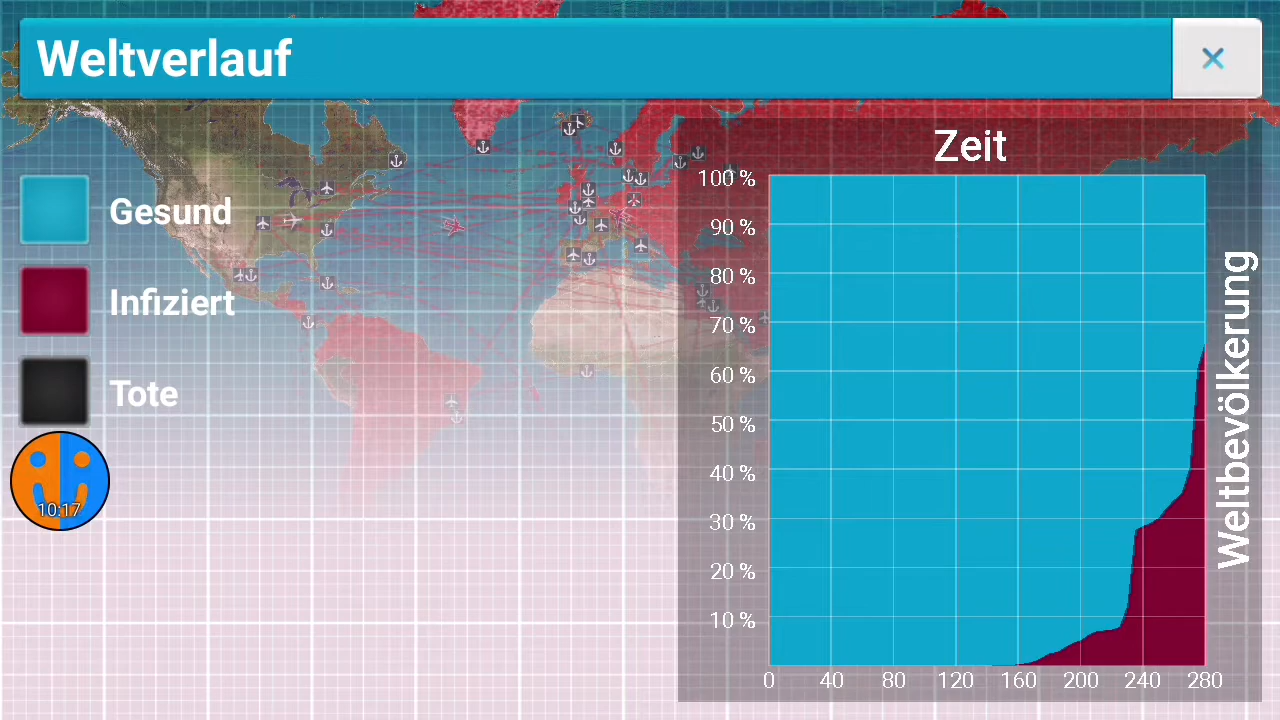 Weltverlauf
×
Gesund
Infiziert
Tote
10:17
Zeit
100 %
90 %
80 %
70 %
60 %
50 %
40 %
30 %
20 %
10 %
0 40 80 120 160 200 240 280
Weltbevölkerung